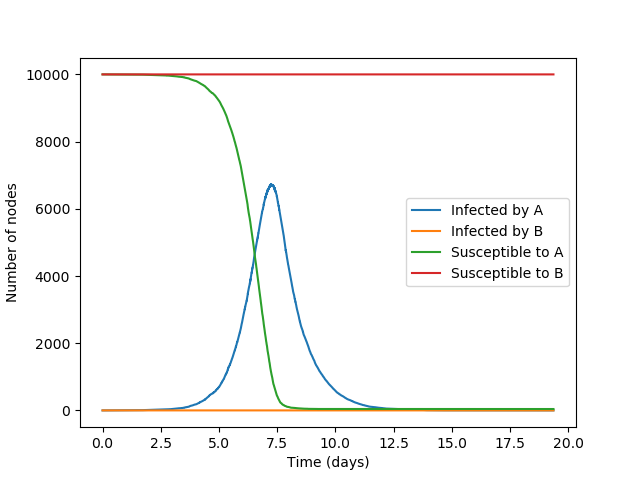 10000
8000
6000
4000
2000
0
Number of nodes
Infected by A
Infected by B
Susceptible to A
Susceptible to B
0.0 2.5 5.0 7.5 10.0 12.5 15.0 17.5 20.0
Time (days)